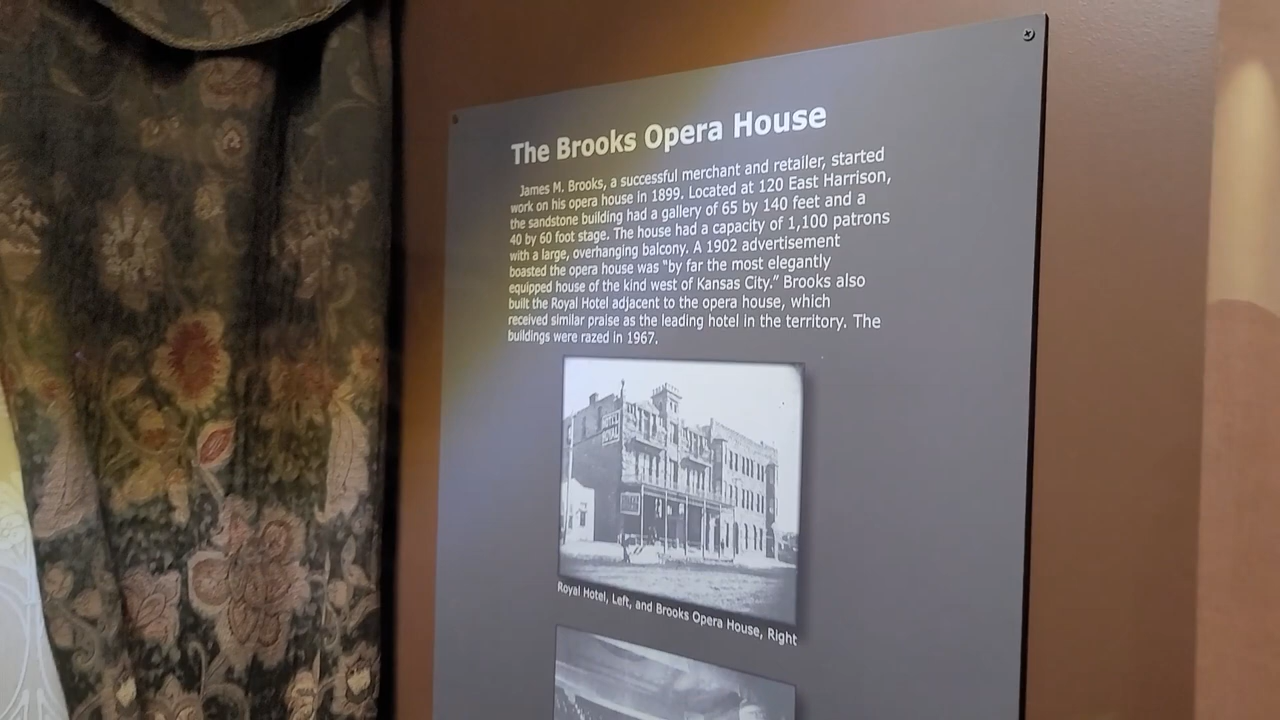 The Brooks Opera House
James M. Brooks, a successful merchant and retailer, started
work on his opera house in 1899. Located at 120 East Harrison,
the sandstone building had a gallery of 65 by 140 feet and a
40 by 60 foot stage. The house had a capacity of 1,100 patrons
with a large, overhanging balcony. A 1902 advertisement
boasted the opera house was "by far the most elegantly
equipped house of the kind west of Kansas City." Brooks also
built the Royal Hotel adjacent to the opera house, which
received similar praise as the leading hotel in the territory. The
buildings were razed in 1967.
HOTEL
ROYAL
Royal Hotel, Left, and Brooks Opera House, Right